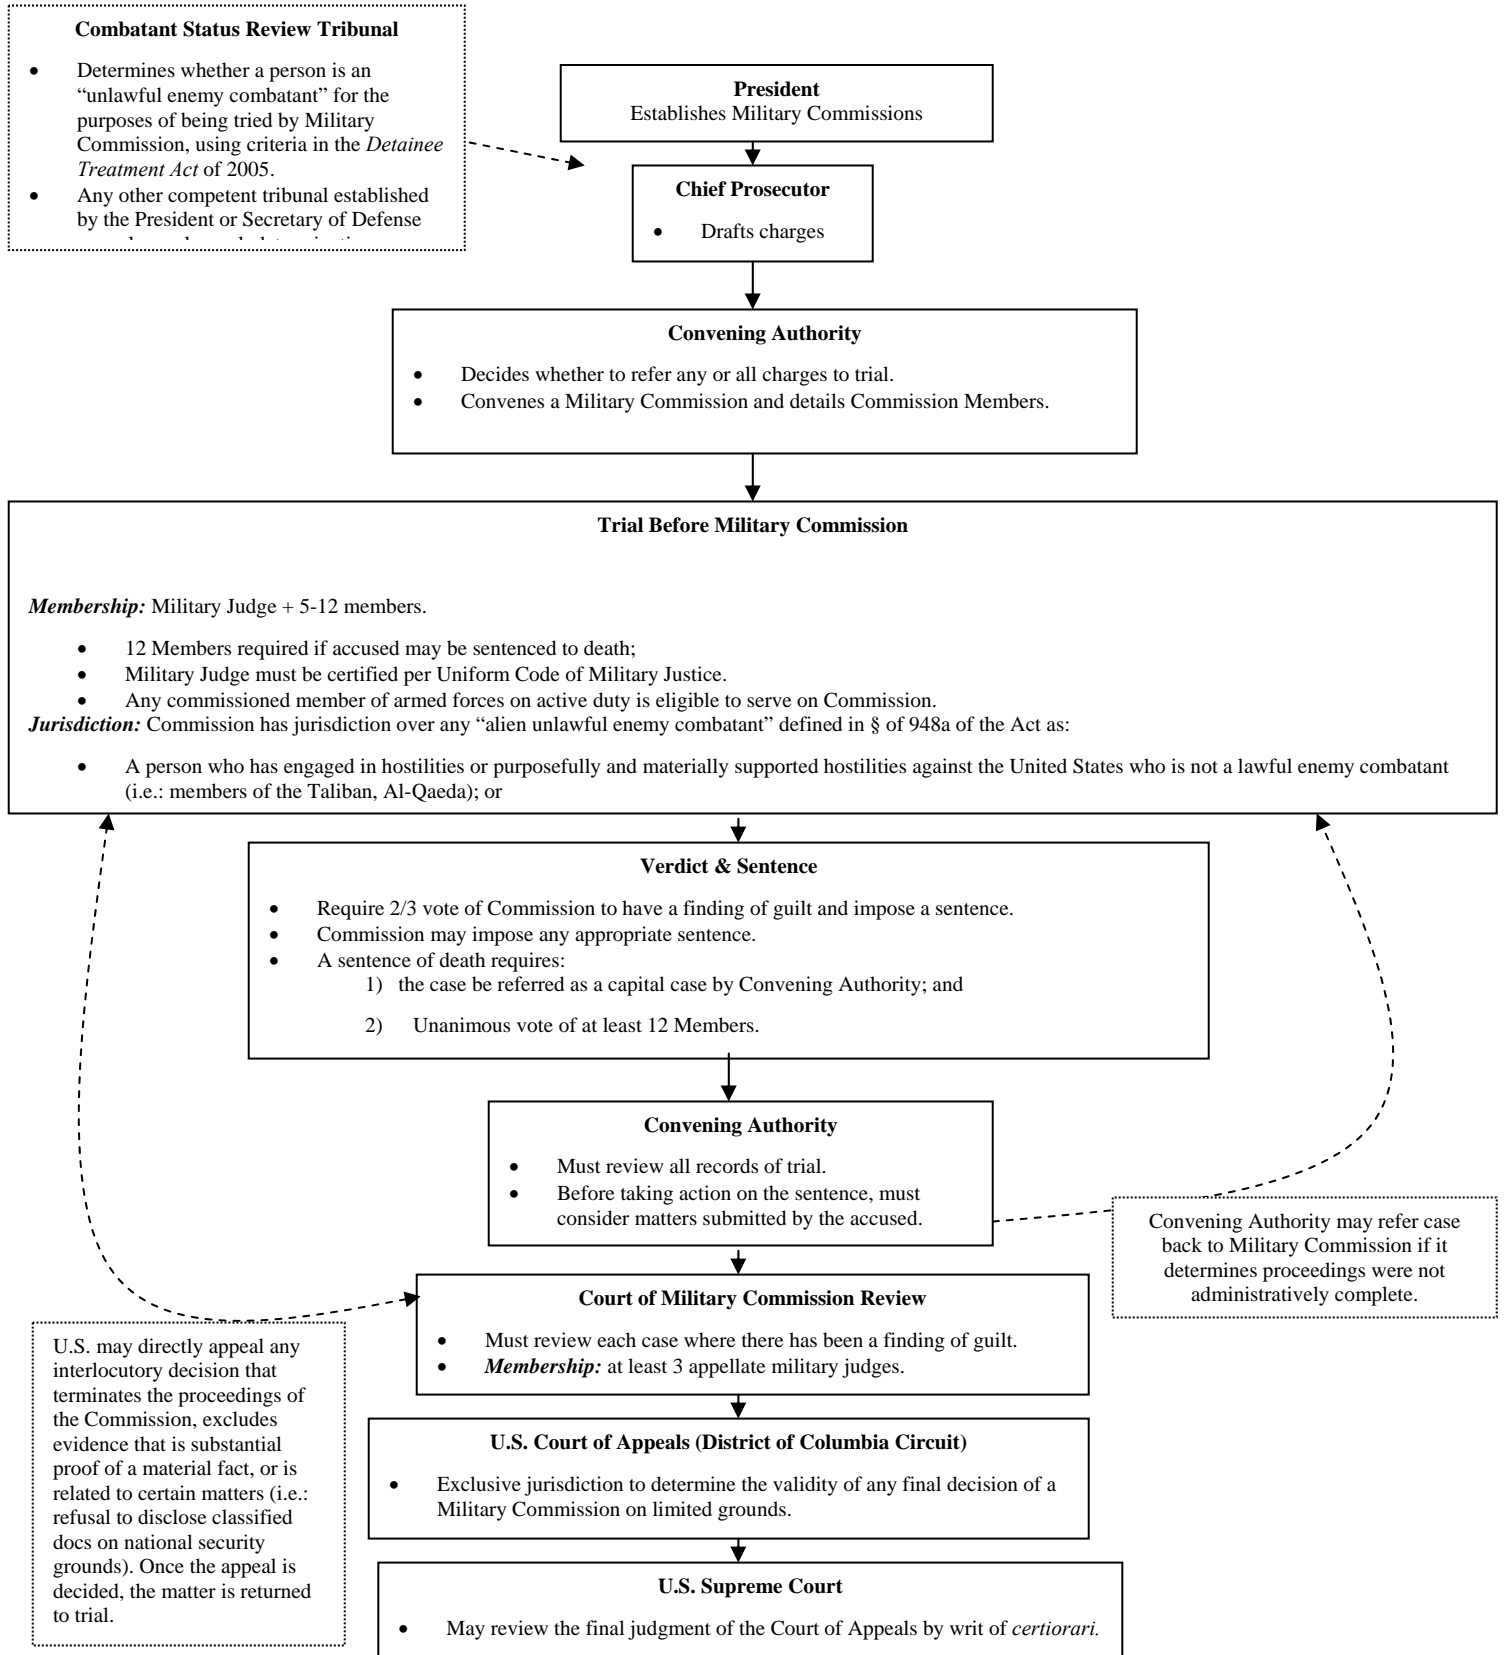 Combatant Status Review Tribunal
• Determines whether a person is an
“unlawful enemy combatant” for the
purposes of being tried by Military
Commission, using criteria in the Detainee
Treatment Act of 2005.
• Any other competent tribunal established
by the President or Secretary of Defense
President
Establishes Military Commissions
Chief Prosecutor
• Drafts charges
Convening Authority
• Decides whether to refer any or all charges to trial.
• Convenes a Military Commission and details Commission Members.
Trial Before Military Commission
Membership: Military Judge + 5-12 members.
• 12 Members required if accused may be sentenced to death;
• Military Judge must be certified per Uniform Code of Military Justice.
• Any commissioned member of armed forces on active duty is eligible to serve on Commission.
Jurisdiction: Commission has jurisdiction over any “alien unlawful enemy combatant” defined in § of 948a of the Act as:
• A person who has engaged in hostilities or purposefully and materially supported hostilities against the United States who is not a lawful enemy combatant
(i.e.: members of the Taliban, Al-Qaeda); or
Verdict & Sentence
• Require 2/3 vote of Commission to have a finding of guilt and impose a sentence.
• Commission may impose any appropriate sentence.
• A sentence of death requires:
1) the case be referred as a capital case by Convening Authority; and
2) Unanimous vote of at least 12 Members.
Convening Authority
• Must review all records of trial.
• Before taking action on the sentence, must
consider matters submitted by the accused.
Convening Authority may refer case
back to Military Commission if it
determines proceedings were not
administratively complete.
Court of Military Commission Review
• Must review each case where there has been a finding of guilt.
• Membership: at least 3 appellate military judges.
U.S. may directly appeal any
interlocutory decision that
terminates the proceedings of
the Commission, excludes
evidence that is substantial
proof of a material fact, or is
related to certain matters (i.e.:
refusal to disclose classified
docs on national security
grounds). Once the appeal is
decided, the matter is returned
to trial.
U.S. Court of Appeals (District of Columbia Circuit)
• Exclusive jurisdiction to determine the validity of any final decision of a
Military Commission on limited grounds.
U.S. Supreme Court
• May review the final judgment of the Court of Appeals by writ of certiorari.